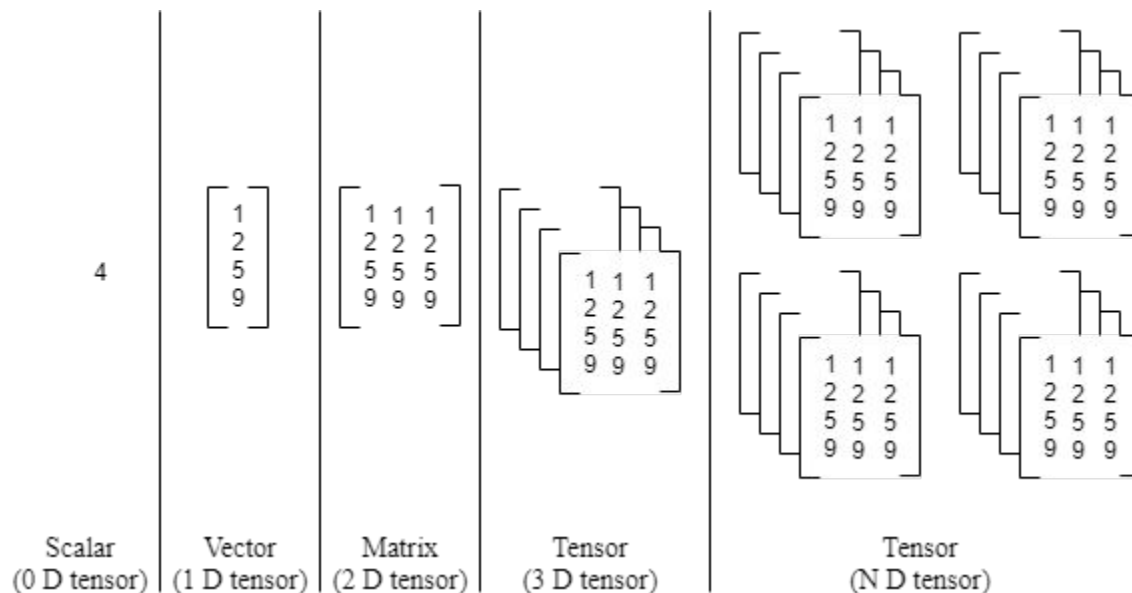 4
1
2
5
9
1 1 1
2 2 2
5 5 5
9 9 9
1 1 1
2 2 2
5 5 5
9 9 9
1 1 1
2 2 2
5 5 5
9 9 9
1 1 1
2 2 2
5 5 5
9 9 9
1 1 1
2 2 2
5 5 5
9 9 9
1 1 1
2 2 2
5 5 5
9 9 9
Scalar
(0 D tensor)
Vector
(1 D tensor)
Matrix
(2 D tensor)
Tensor
(3 D tensor)
Tensor
(N D tensor)